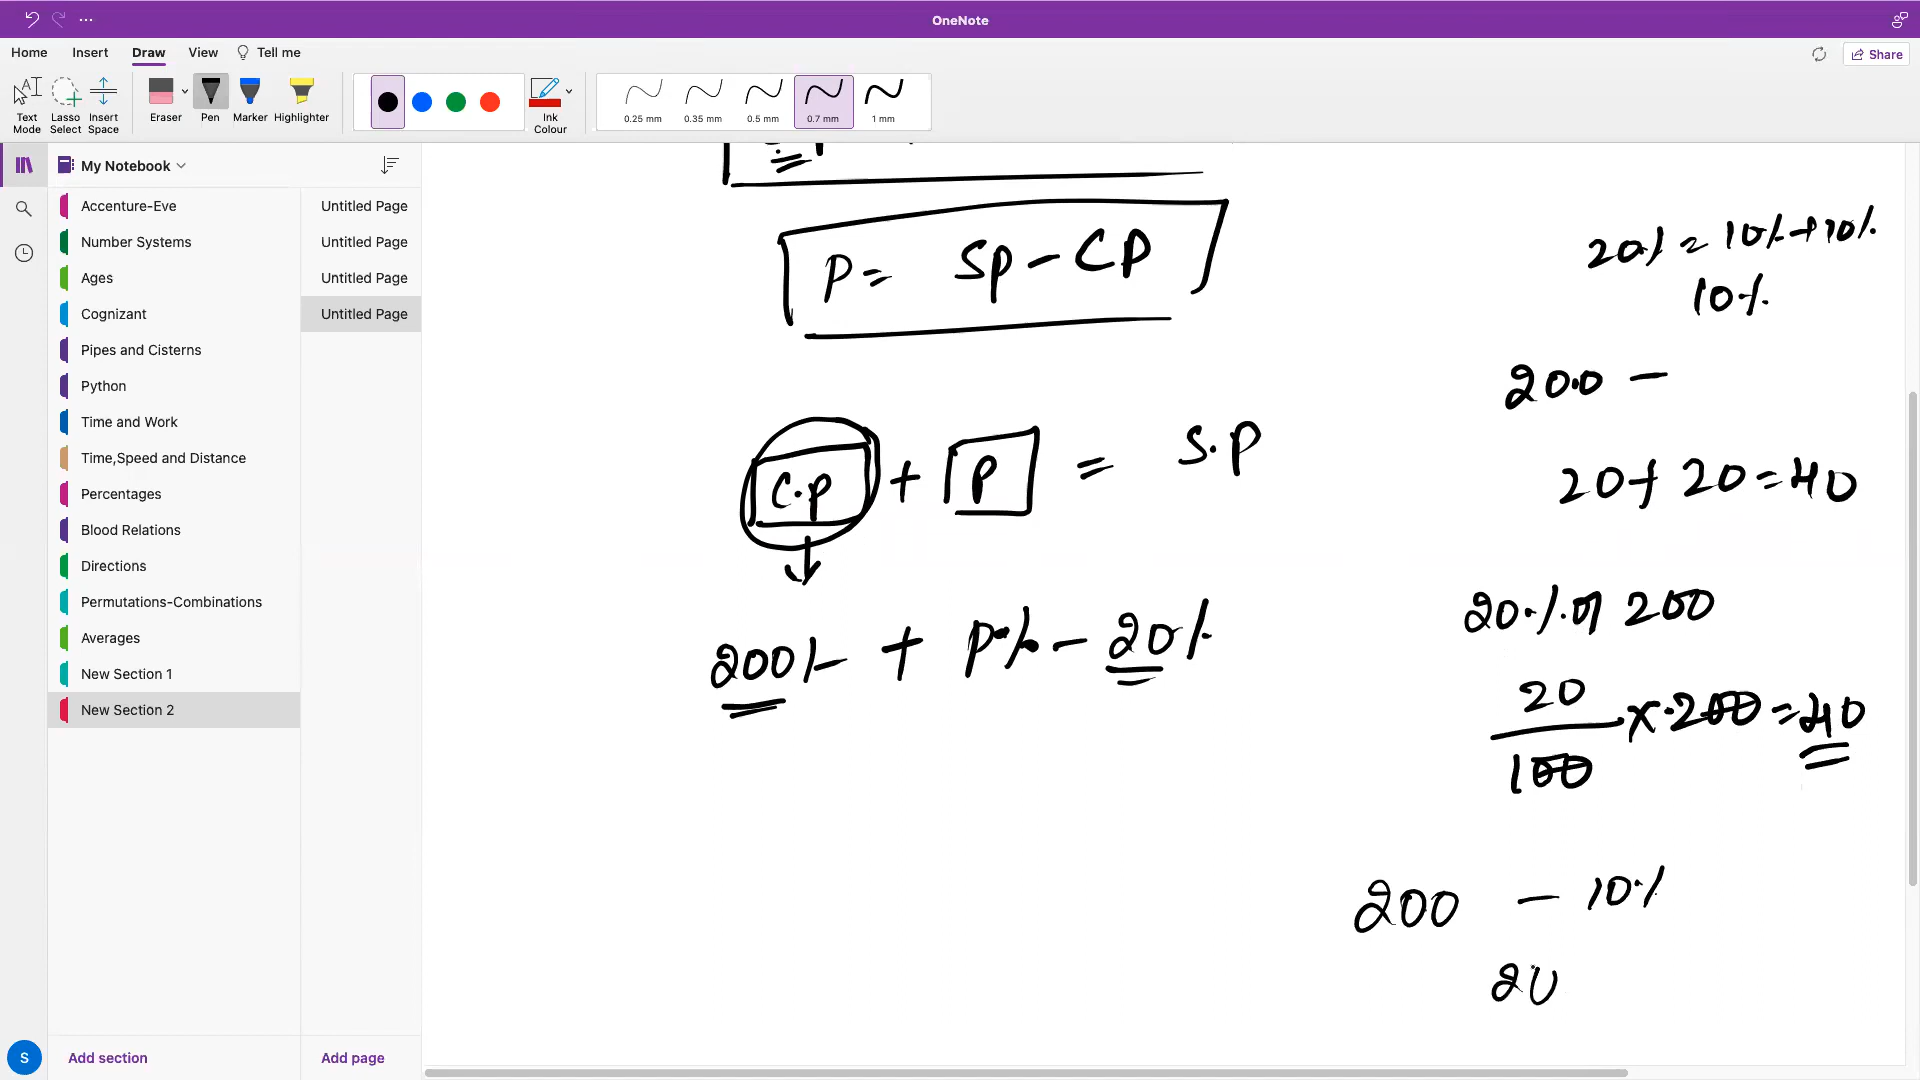 OneNote
Home Insert Draw View Tell me
Share
Text Mode
Lasso Select
Insert Space
Eraser
Pen
Marker
Highlighter
Ink Colour
0.25 mm
0.35 mm
0.5 mm
0.7 mm
1 mm
My Notebook
Accenture-Eve
Number Systems
Ages
Cognizant
Pipes and Cisterns
Python
Time and Work
Time,Speed and Distance
Percentages
Blood Relations
Directions
Permutations-Combinations
Averages
New Section 1
New Section 2
Untitled Page
Untitled Page
Untitled Page
Untitled Page
S
Add section
Add page
P = SP - CP
C.P + P = S.P
200/- + P% - 20%
20% = 10% + 10%
10%
20.0 -
20 + 20 = 40
20% of 200
20
100
x 200 = 40
200 - 10%
20